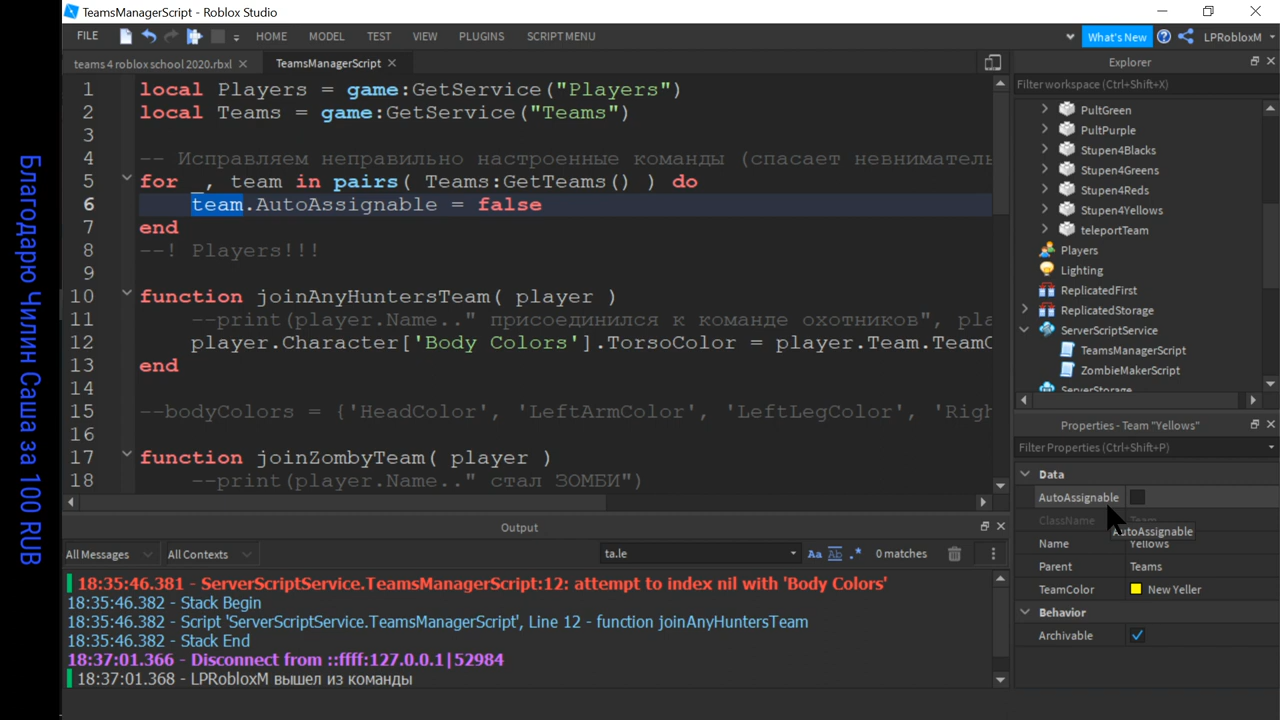 Благодарю Чилин Саша за 100 RUB
TeamsManagerScript - Roblox Studio
FILE HOME MODEL TEST VIEW PLUGINS SCRIPT MENU What's New LPRobloxM
teams 4 roblox school 2020.rbxl TeamsManagerScript
1 local Players = game:GetService("Players")
2 local Teams = game:GetService("Teams")
3
4 -- Исправляем неправильно настроенные команды (спасает невниматель
5 for _, team in pairs( Teams:GetTeams() ) do
6 team.AutoAssignable = false
7 end
8 --! Players!!!
9
10 function joinAnyHuntersTeam( player )
11 --print(player.Name.." присоединился к команде охотников", pla
12 player.Character['Body Colors'].TorsoColor = player.Team.TeamC
13 end
14
15 --bodyColors = {'HeadColor', 'LeftArmColor', 'LeftLegColor', 'Righ
16
17 function joinZombyTeam( player )
18 --print(player.Name.." стал ЗОМБИ")
Output
All Messages All Contexts ta.le Aa Ab .* 0 matches
18:35:46.381 - ServerScriptService.TeamsManagerScript:12: attempt to index nil with 'Body Colors'
18:35:46.382 - Stack Begin
18:35:46.382 - Script 'ServerScriptService.TeamsManagerScript', Line 12 - function joinAnyHuntersTeam
18:35:46.382 - Stack End
18:37:01.366 - Disconnect from ::ffff:127.0.0.1|52984
18:37:01.368 - LPRobloxM вышел из команды
Explorer
Filter workspace (Ctrl+Shift+X)
PultGreen
PultPurple
Stupen4Blacks
Stupen4Greens
Stupen4Reds
Stupen4Yellows
teleportTeam
Players
Lighting
ReplicatedFirst
ReplicatedStorage
ServerScriptService
TeamsManagerScript
ZombieMakerScript
ServerStorage
Properties - Team "Yellows"
Filter Properties (Ctrl+Shift+P)
Data
AutoAssignable
ClassName Team
AutoAssignable
Name Yellows
Parent Teams
TeamColor New Yeller
Behavior
Archivable